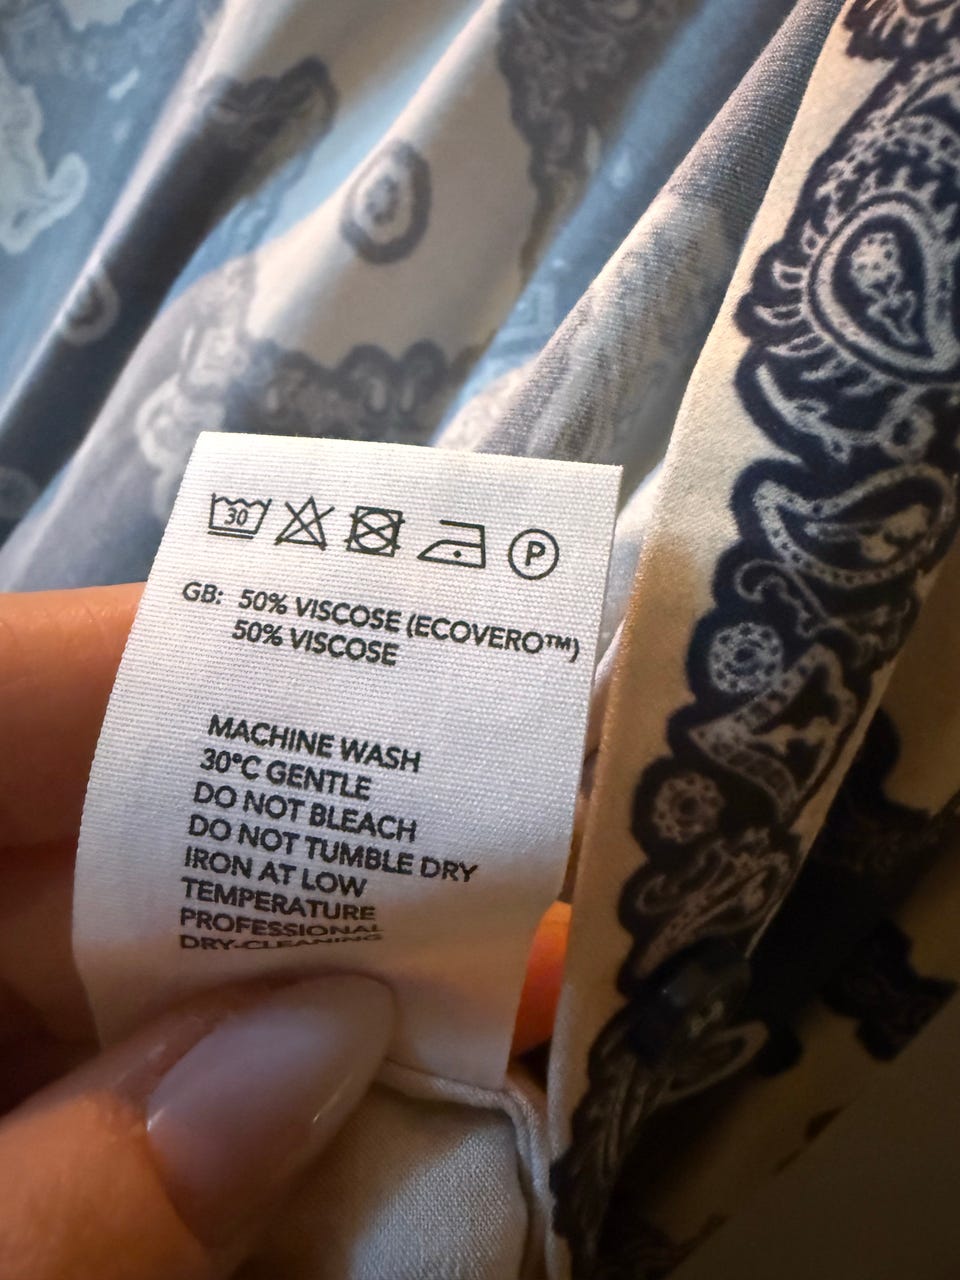 30
P
GB: 50% VISCOSE (ECOVERO™)
50% VISCOSE
MACHINE WASH
30°C GENTLE
DO NOT BLEACH
DO NOT TUMBLE DRY
IRON AT LOW
TEMPERATURE
PROFESSIONAL
DRY-CLEANING